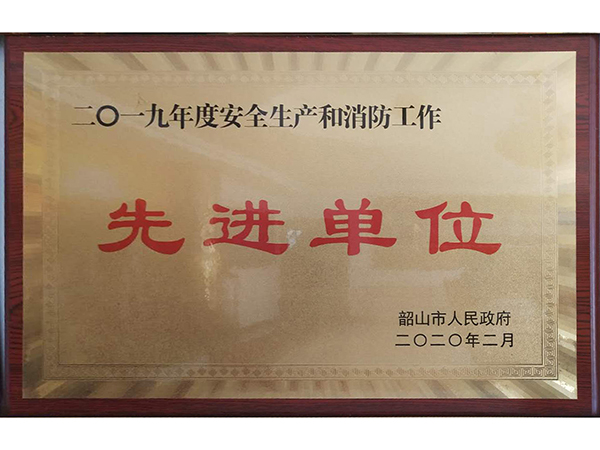 二〇一九年度安全生产和消防工作
先进单位
韶山市人民政府
二〇二〇年二月